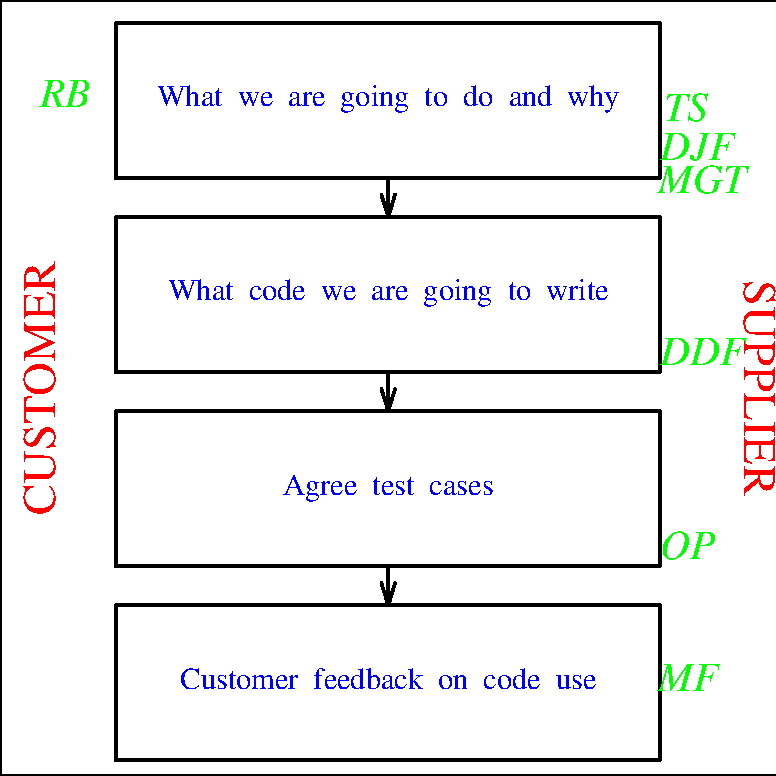 RB
What we are going to do and why
TS
DJF
MGT
CUSTOMER
What code we are going to write
SUPPLIER
DDF
Agree test cases
OP
Customer feedback on code use
MF